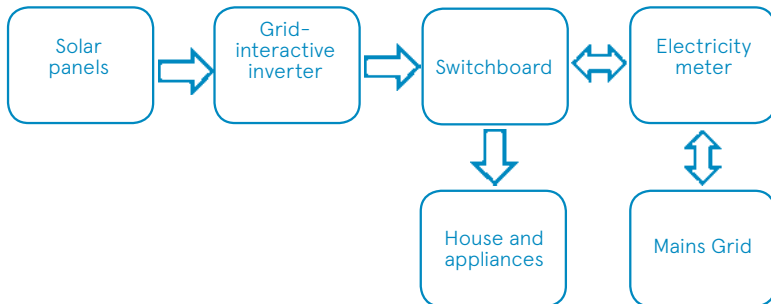 Solar
panels
Grid-
interactive
inverter
Switchboard
Electricity
meter
House and
appliances
Mains Grid